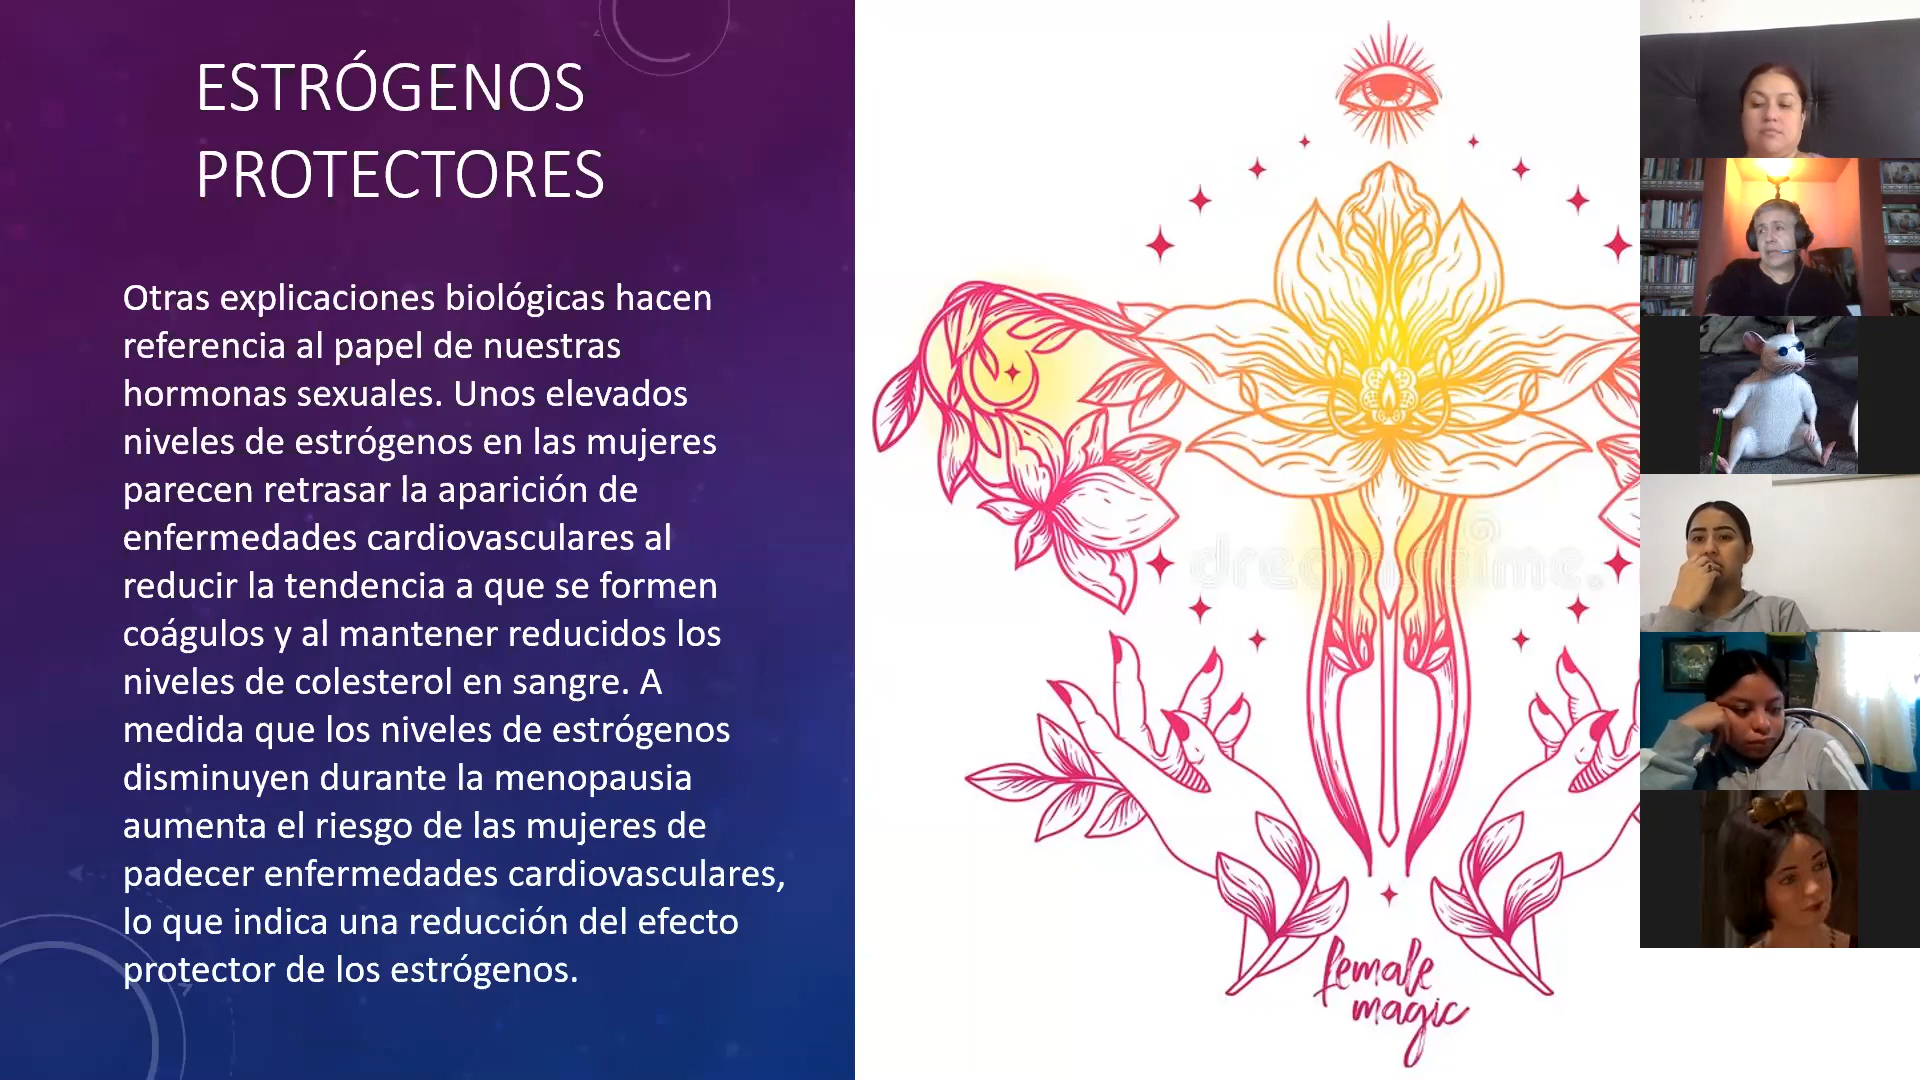 ESTRÓGENOS
PROTECTORES
Otras explicaciones biológicas hacen
referencia al papel de nuestras
hormonas sexuales. Unos elevados
niveles de estrógenos en las mujeres
parecen retrasar la aparición de
enfermedades cardiovasculares al
reducir la tendencia a que se formen
coágulos y al mantener reducidos los
niveles de colesterol en sangre. A
medida que los niveles de estrógenos
disminuyen durante la menopausia
aumenta el riesgo de las mujeres de
padecer enfermedades cardiovasculares,
lo que indica una reducción del efecto
protector de los estrógenos.
dreamstime.
female
magic